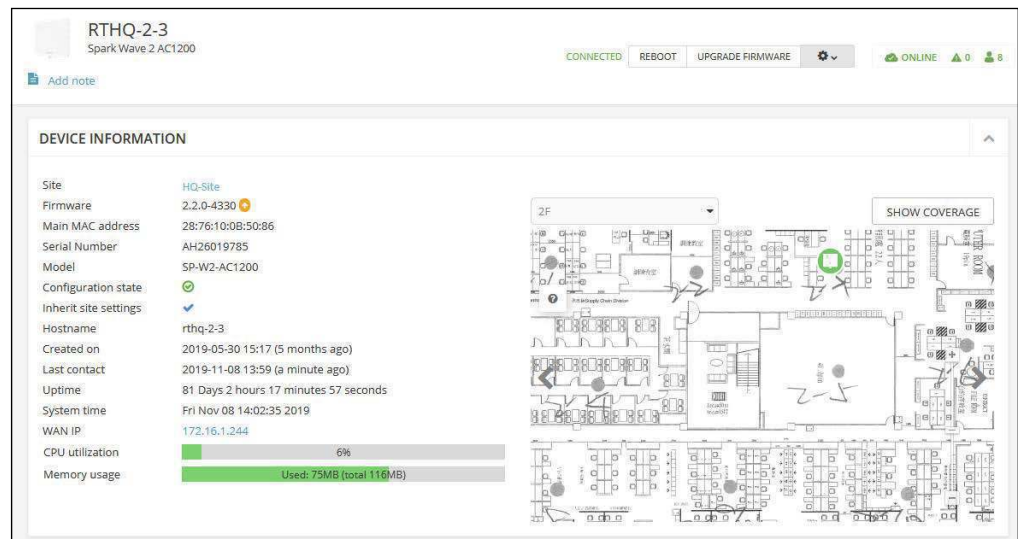 RTHQ-2-3
Spark Wave 2 AC1200
CONNECTED REBOOT UPGRADE FIRMWARE ONLINE 0 8
Add note
DEVICE INFORMATION
Site HQ-Site
Firmware 2.2.0-4330
Main MAC address 28:76:10:0B:50:86
Serial Number AH26019785
Model SP-W2-AC1200
Configuration state
Inherit site settings
Hostname rthq-2-3
Created on 2019-05-30 15:17 (5 months ago)
Last contact 2019-11-08 13:59 (a minute ago)
Uptime 81 Days 2 hours 17 minutes 57 seconds
System time Fri Nov 08 14:02:35 2019
WAN IP 172.16.1.244
CPU utilization 6%
Memory usage Used: 75MB (total 116MB)
2F SHOW COVERAGE